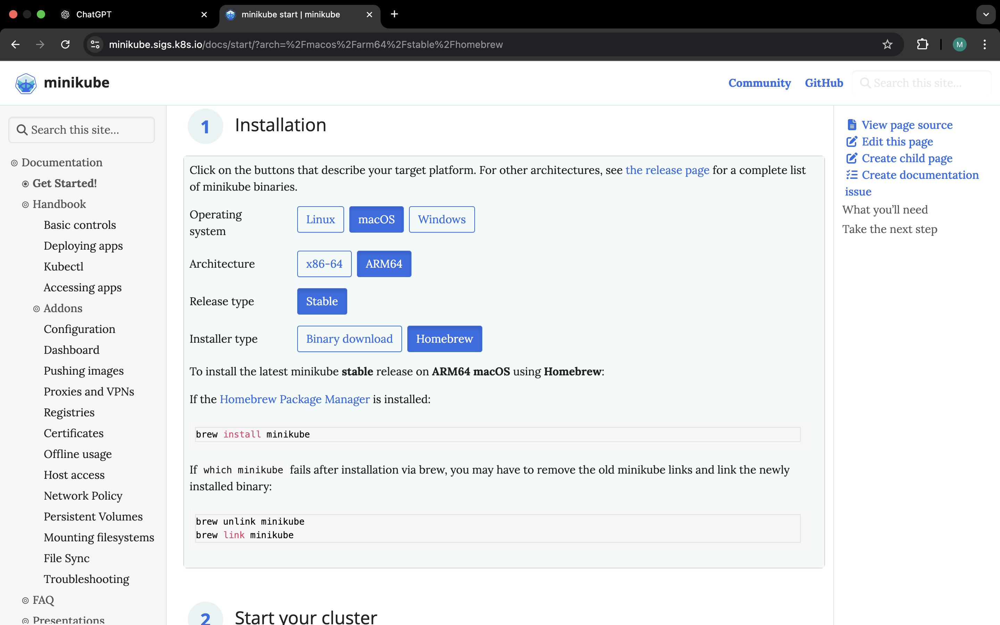 ChatGPT
minikube start | minikube
minikube.sigs.k8s.io/docs/start/?arch=%2Fmacos%2Farm64%2Fstable%2Fhomebrew
M
minikube
Community
GitHub
Search this site...
Search this site...
Documentation
Get Started!
Handbook
Basic controls
Deploying apps
Kubectl
Accessing apps
Addons
Configuration
Dashboard
Pushing images
Proxies and VPNs
Registries
Certificates
Offline usage
Host access
Network Policy
Persistent Volumes
Mounting filesystems
File Sync
Troubleshooting
FAQ
Presentations
1 Installation
Click on the buttons that describe your target platform. For other architectures, see the release page for a complete list
of minikube binaries.
Operating
system
Linux
macOS
Windows
Architecture
x86-64
ARM64
Release type
Stable
Installer type
Binary download
Homebrew
To install the latest minikube stable release on ARM64 macOS using Homebrew:
If the Homebrew Package Manager is installed:
brew install minikube
If which minikube fails after installation via brew, you may have to remove the old minikube links and link the newly
installed binary:
brew unlink minikube
brew link minikube
2 Start your cluster
View page source
Edit this page
Create child page
Create documentation
issue
What you’ll need
Take the next step